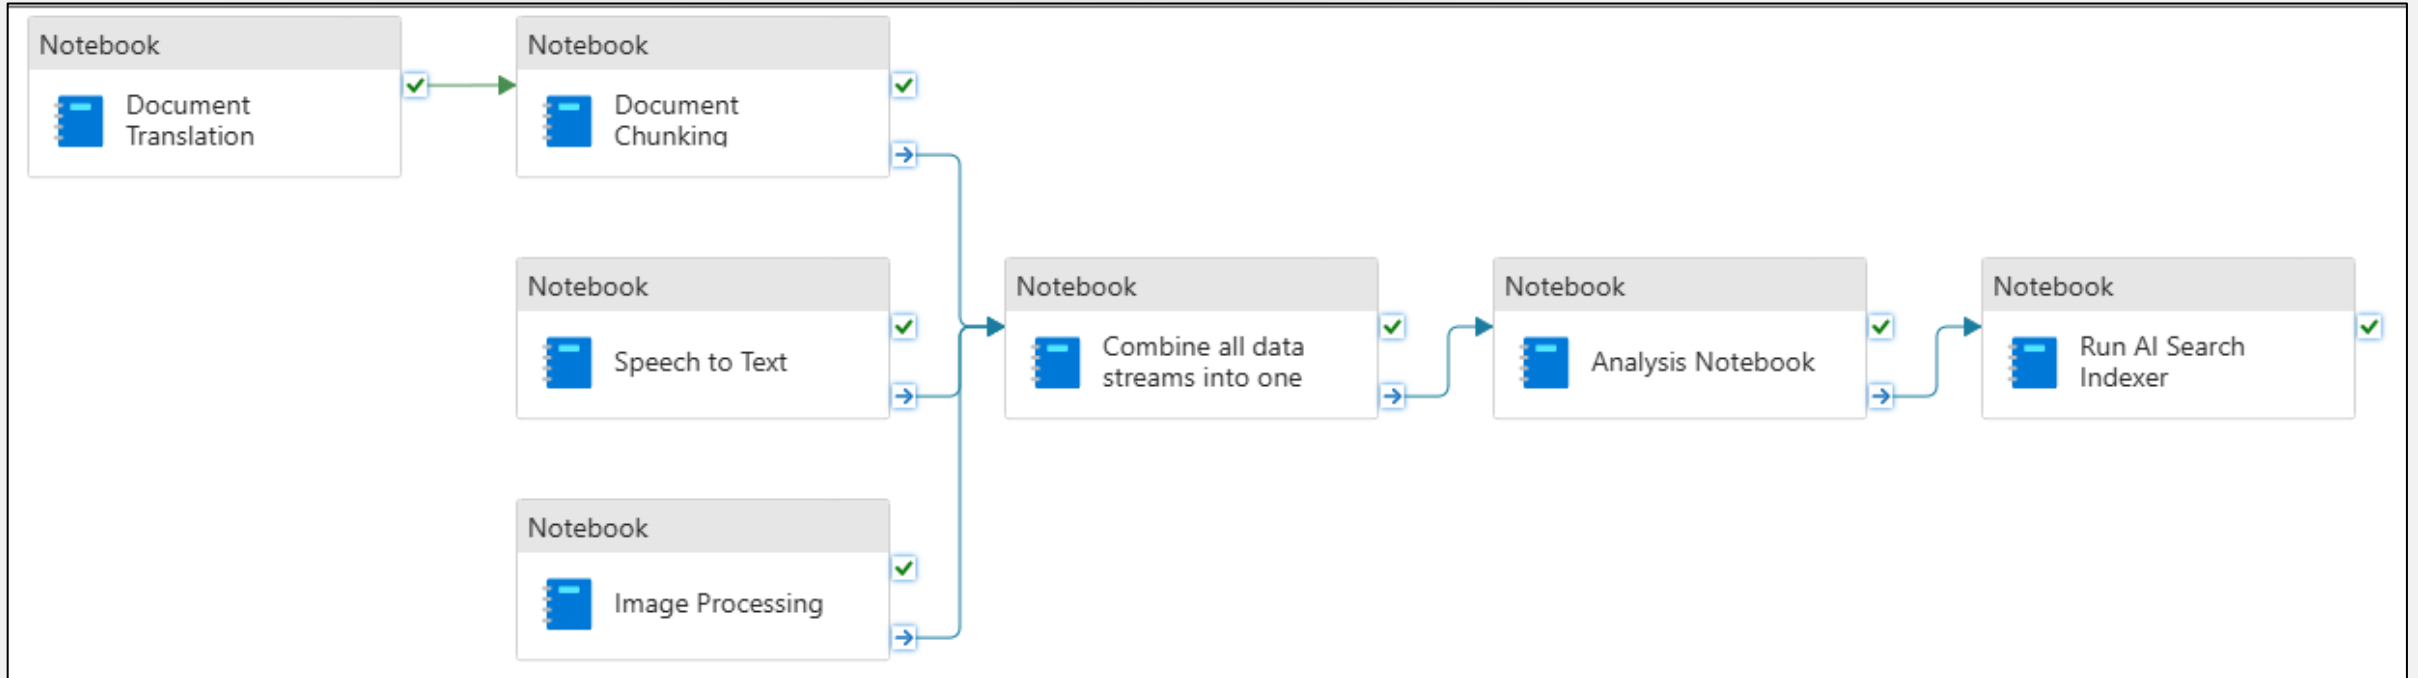 Notebook
Document
Translation
Notebook
Document
Chunking
Notebook
Speech to Text
Notebook
Image Processing
Notebook
Combine all data
streams into one
Notebook
Analysis Notebook
Notebook
Run AI Search
Indexer